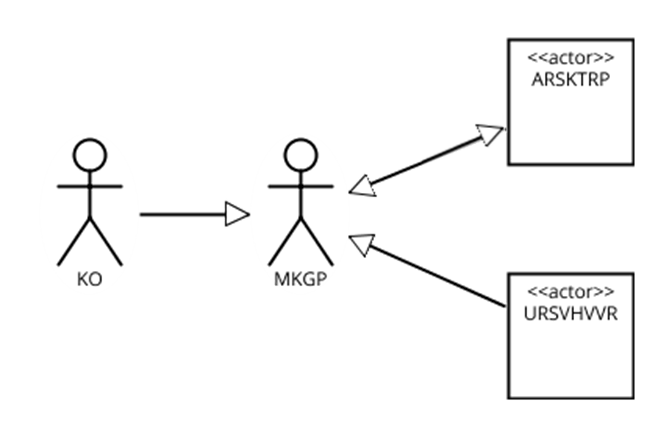 <<actor>>
ARSKTRP
KO
MKGP
<<actor>>
URSVHVVR